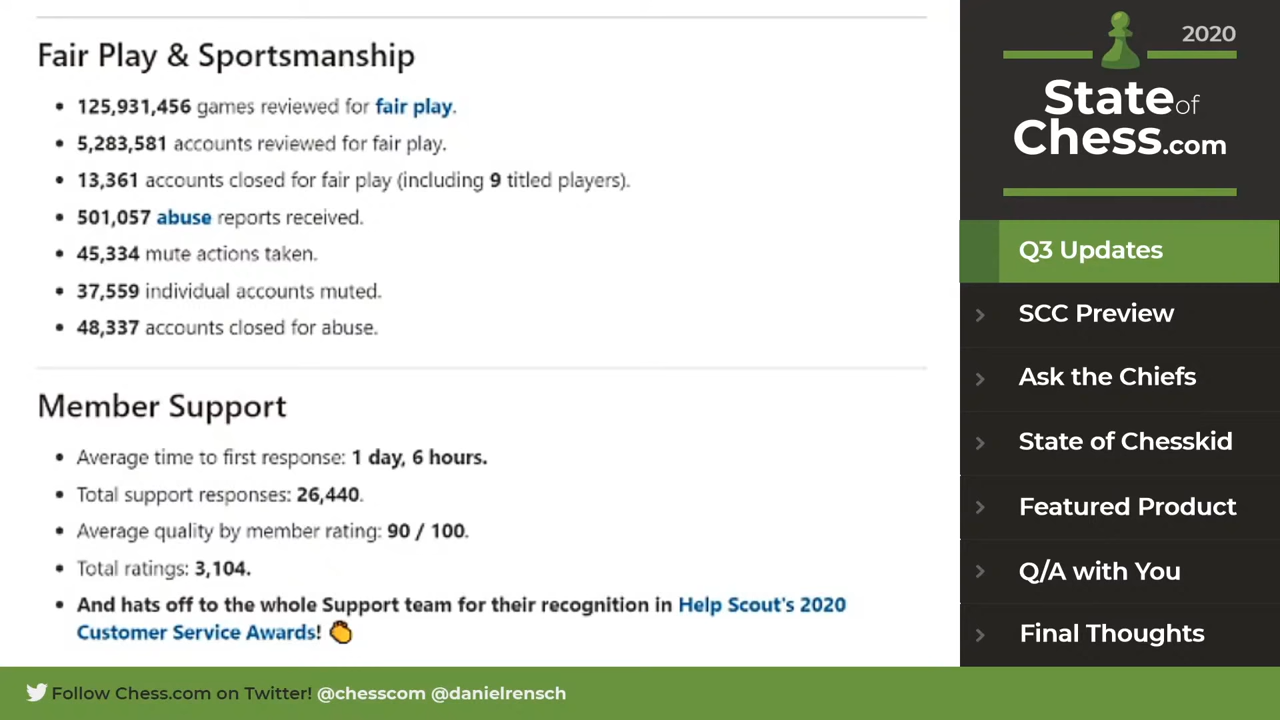 Fair Play & Sportsmanship
125,931,456 games reviewed for fair play.
5,283,581 accounts reviewed for fair play.
13,361 accounts closed for fair play (including 9 titled players).
501,057 abuse reports received.
45,334 mute actions taken.
37,559 individual accounts muted.
48,337 accounts closed for abuse.
Member Support
Average time to first response: 1 day, 6 hours.
Total support responses: 26,440.
Average quality by member rating: 90 / 100.
Total ratings: 3,104.
And hats off to the whole Support team for their recognition in Help Scout's 2020
Customer Service Awards! 👏
2020
State of
Chess.com
Q3 Updates
SCC Preview
Ask the Chiefs
State of Chesskid
Featured Product
Q/A with You
Final Thoughts
Follow Chess.com on Twitter! @chesscom @danielrensch